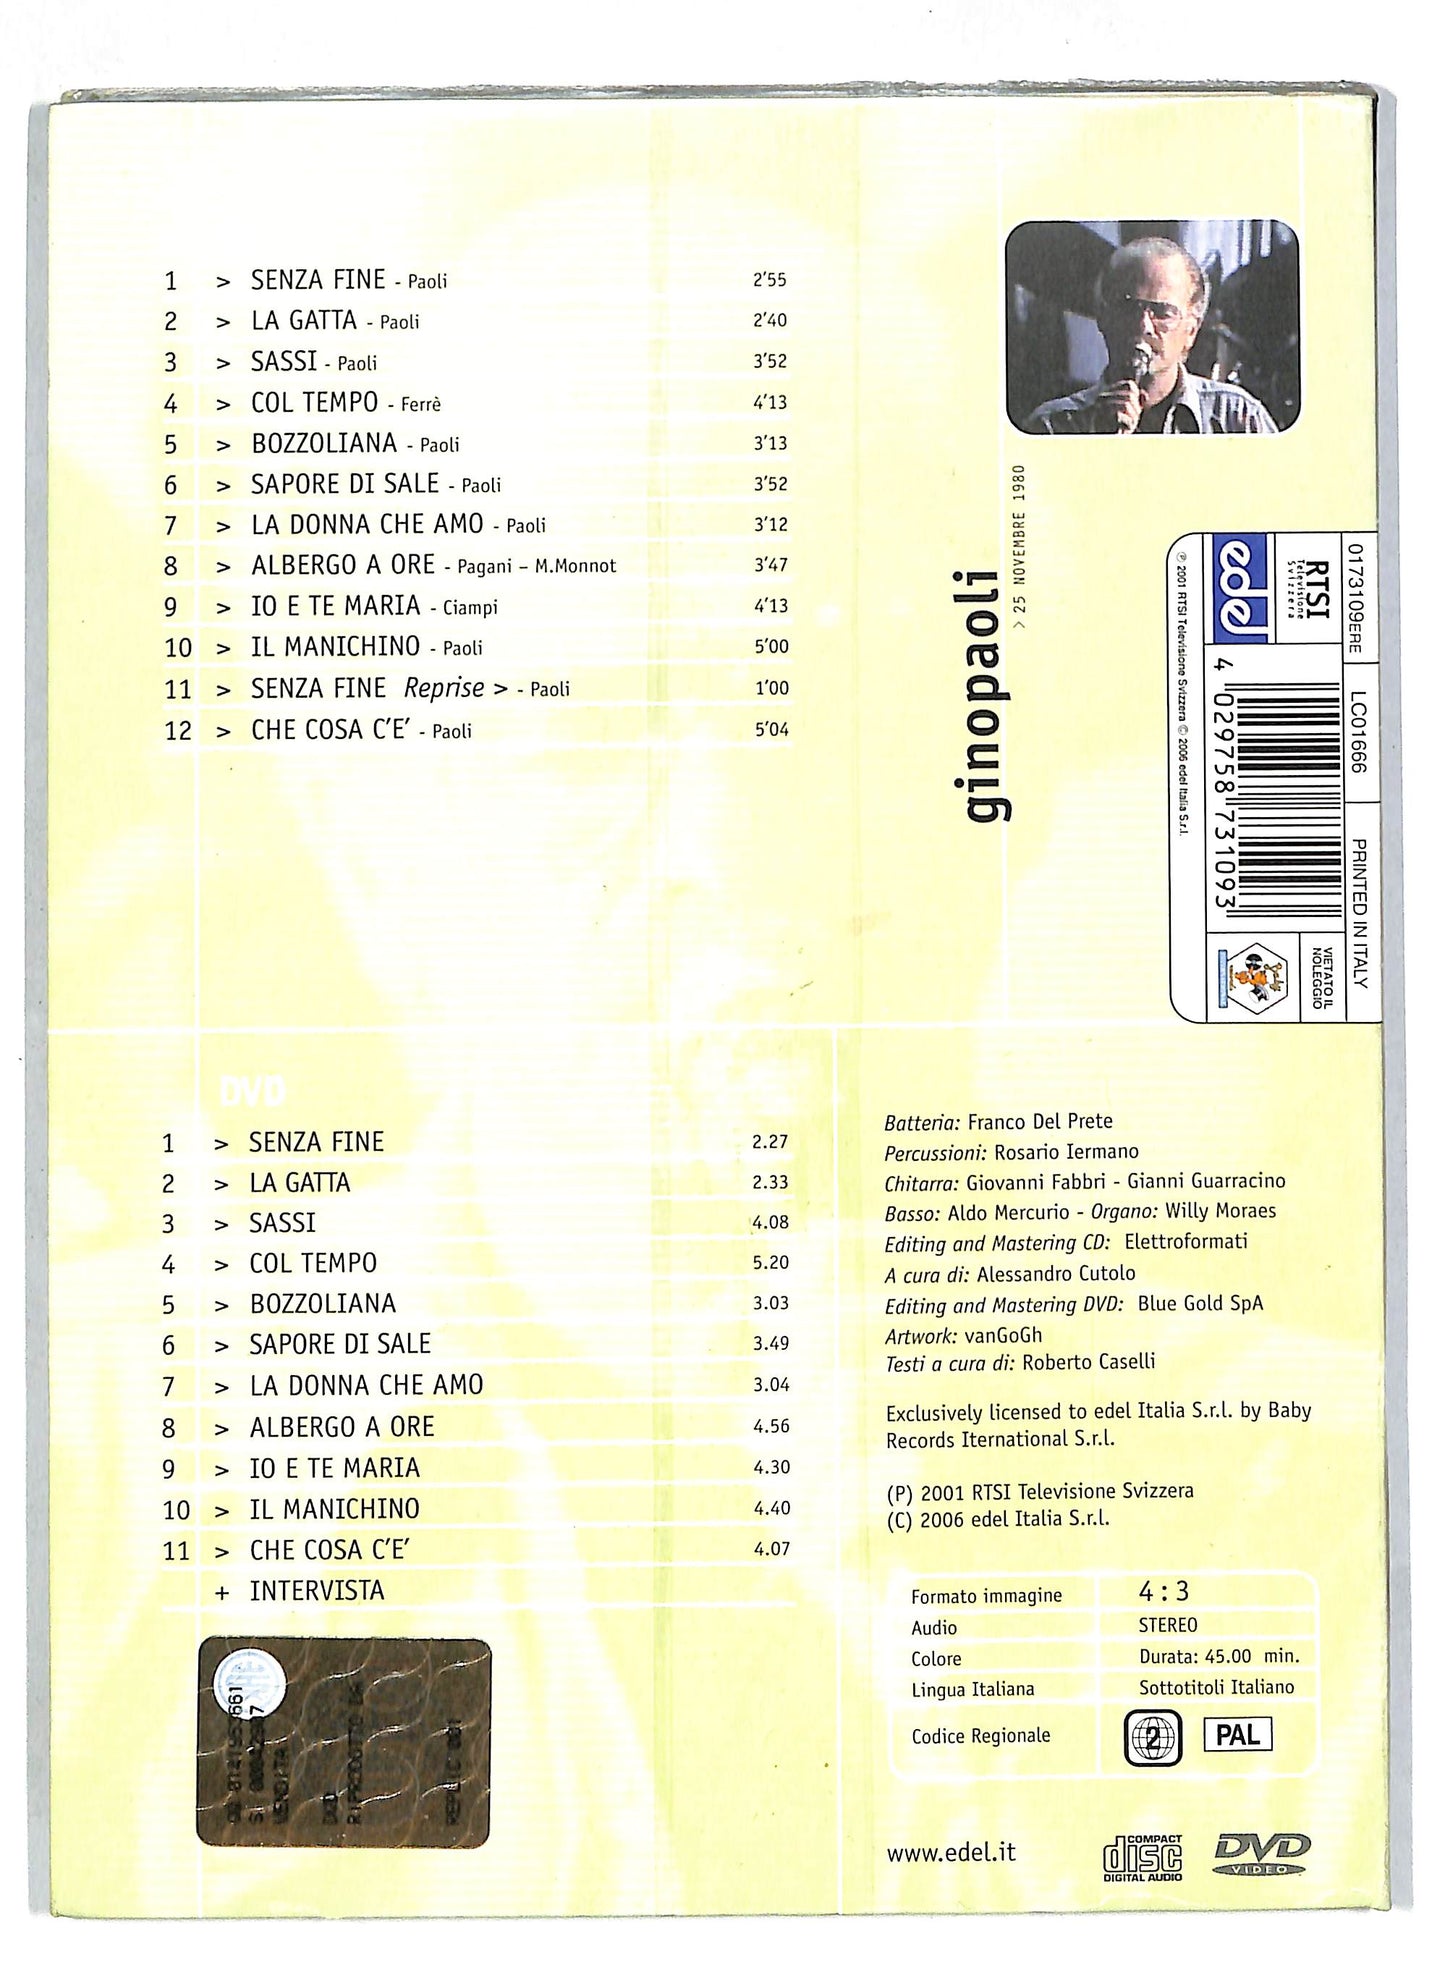 1 > SENZA FINE - Paoli 2'55
2 > LA GATTA - Paoli 2'40
3 > SASSI - Paoli 3'52
4 > COL TEMPO - Ferrè 4'13
5 > BOZZOLIANA - Paoli 3'13
6 > SAPORE DI SALE - Paoli 3'52
7 > LA DONNA CHE AMO - Paoli 3'12
8 > ALBERGO A ORE - Pagani – M.Monnot 3'47
9 > IO E TE MARIA - Ciampi 4'13
10 > IL MANICHINO - Paoli 5'00
11 > SENZA FINE Reprise > - Paoli 1'00
12 > CHE COSA C'E' - Paoli 5'04
ginopaoli
> 25 NOVEMBRE 1980
0173109ERE
LC01666
PRINTED IN ITALY
RTSI
Televisione
Svizzera
edel
4 029758 731093
VIETATO IL
NOLEGGIO
℗ 2001 RTSI Televisione Svizzera © 2006 edel Italia S.r.l.
DVD
1 > SENZA FINE 2.27
2 > LA GATTA 2.33
3 > SASSI 4.08
4 > COL TEMPO 5.20
5 > BOZZOLIANA 3.03
6 > SAPORE DI SALE 3.49
7 > LA DONNA CHE AMO 3.04
8 > ALBERGO A ORE 4.56
9 > IO E TE MARIA 4.30
10 > IL MANICHINO 4.40
11 > CHE COSA C'E' 4.07
+ INTERVISTA
Batteria: Franco Del Prete
Percussioni: Rosario Iermano
Chitarra: Giovanni Fabbri - Gianni Guarracino
Basso: Aldo Mercurio - Organo: Willy Moraes
Editing and Mastering CD: Elettroformati
A cura di: Alessandro Cutolo
Editing and Mastering DVD: Blue Gold SpA
Artwork: vanGoGh
Testi a cura di: Roberto Caselli
Exclusively licensed to edel Italia S.r.l. by Baby
Records Iternational S.r.l.
(P) 2001 RTSI Televisione Svizzera
(C) 2006 edel Italia S.r.l.
Formato immagine 4 : 3
Audio STEREO
Colore Durata: 45.00 min.
Lingua Italiana Sottotitoli Italiano
Codice Regionale 2 PAL
VENDITA
DVD
RIPRODUTTO DA
www.edel.it
COMPACT
disc
DIGITAL AUDIO
DVD
VIDEO